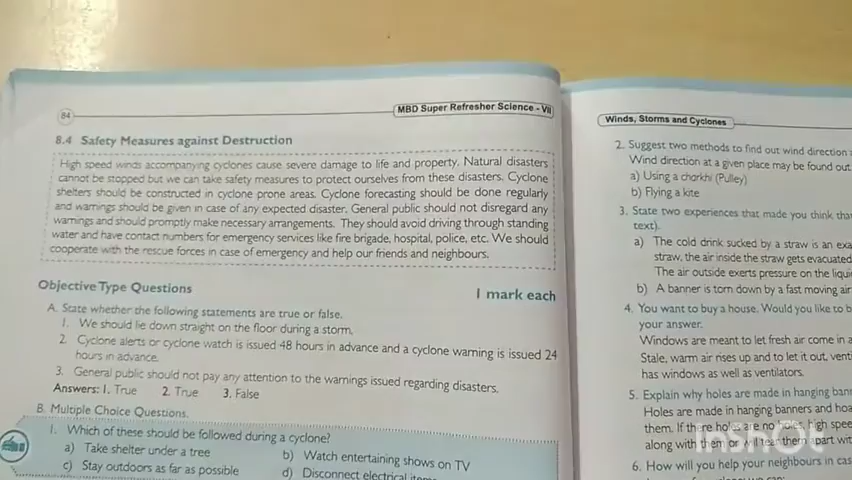 84
MBD Super Refresher Science - VII
8.4 Safety Measures against Destruction
High speed winds accompanying cyclones cause severe damage to life and property. Natural disasters
cannot be stopped but we can take safety measures to protect ourselves from these disasters. Cyclone
shelters should be constructed in cyclone prone areas. Cyclone forecasting should be done regularly
and warnings should be given in case of any expected disaster. General public should not disregard any
warnings and should promptly make necessary arrangements. They should avoid driving through standing
water and have contact numbers for emergency services like fire brigade, hospital, police, etc. We should
cooperate with the rescue forces in case of emergency and help our friends and neighbours.
Objective Type Questions
1 mark each
A. State whether the following statements are true or false.
1. We should lie down straight on the floor during a storm.
2. Cyclone alerts or cyclone watch is issued 48 hours in advance and a cyclone warning is issued 24
hours in advance.
3. General public should not pay any attention to the warnings issued regarding disasters.
Answers: 1. True 2. True 3. False
B. Multiple Choice Questions.
1. Which of these should be followed during a cyclone?
a) Take shelter under a tree
b) Watch entertaining shows on TV
c) Stay outdoors as far as possible
d) Disconnect electrical
Winds, Storms and Cyclones
2. Suggest two methods to find out wind direction
Wind direction at a given place may be found out
a) Using a charkhi (Pulley)
b) Flying a kite
3. State two experiences that made you think
text).
a) The cold drink sucked by a straw is an
straw, the air inside the straw gets evacuated
The air outside exerts pressure on the
b) A banner is torn down by a fast moving air
4. You want to buy a house. Would you like to
your answer.
Windows are meant to let fresh air come in
Stale, warm air rises up and to let it out,
has windows as well as ventilators.
5. Explain why holes are made in hanging
Holes are made in hanging banners and
them. If there are no holes, high
along with them or will tear them apart
6. How will you help your neighbours in
InShOt